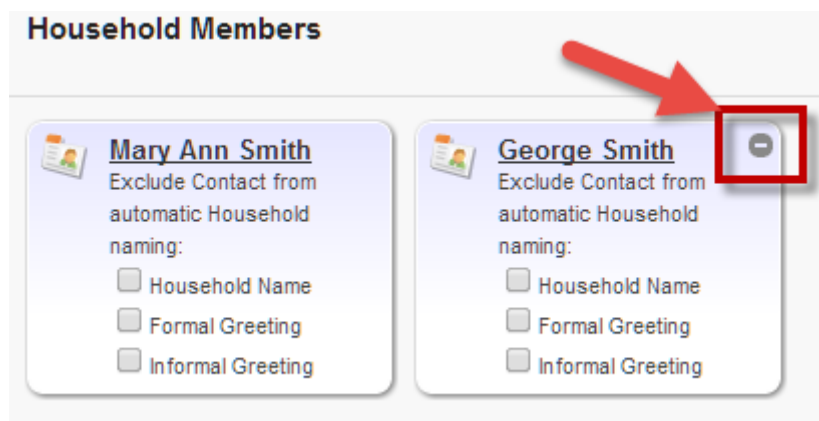 Household Members
Mary Ann Smith
Exclude Contact from
automatic Household
naming:
Household Name
Formal Greeting
Informal Greeting
George Smith
Exclude Contact from
automatic Household
naming:
Household Name
Formal Greeting
Informal Greeting